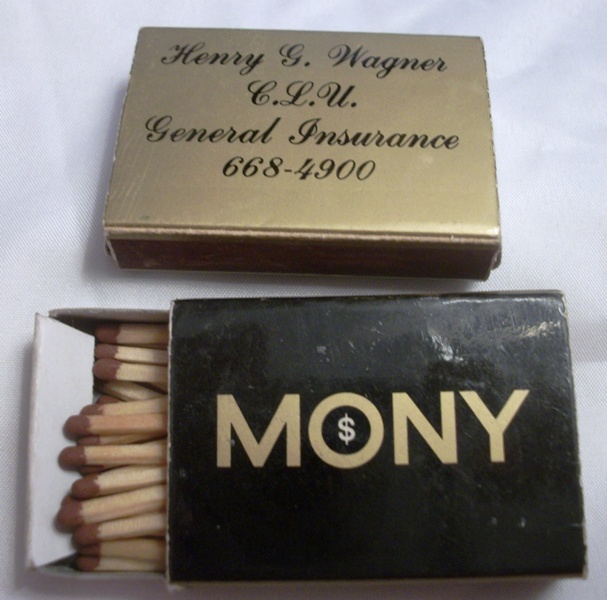 Henry G. Wagner
C.L.U.
General Insurance
668-4900
MONY
$